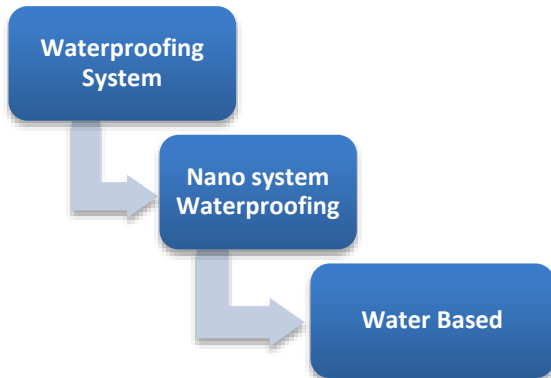 Waterproofing
System
Nano system
Waterproofing
Water Based